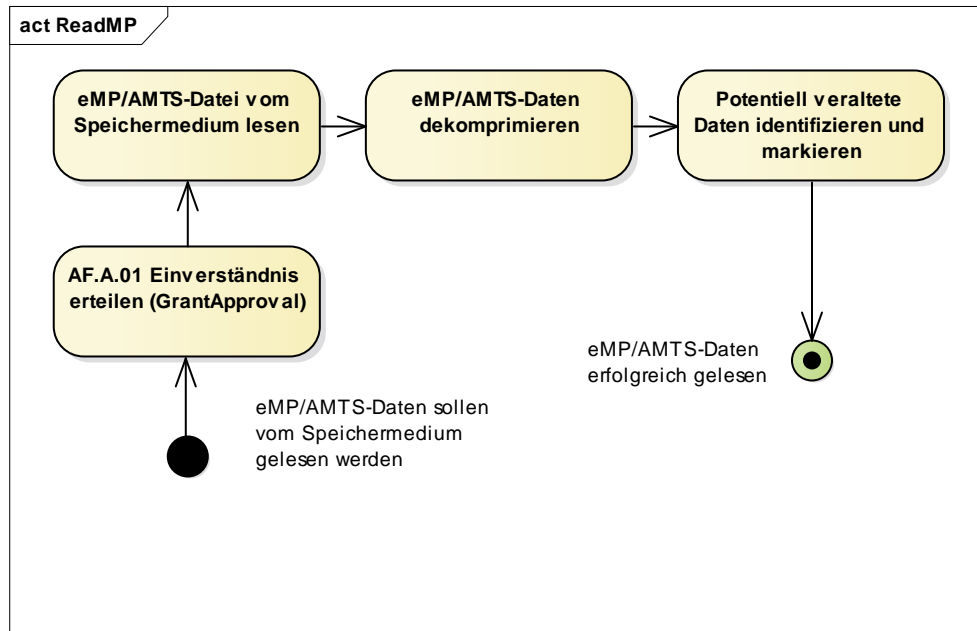 act ReadMP
eMP/AMTS-Datei vom
Speichermedium lesen
eMP/AMTS-Daten
dekomprimieren
Potentiell veraltete
Daten identifizieren und
markieren
AF.A.01 Einverständnis
erteilen (GrantApproval)
eMP/AMTS-Daten
erfolgreich gelesen
eMP/AMTS-Daten sollen
vom Speichermedium
gelesen werden